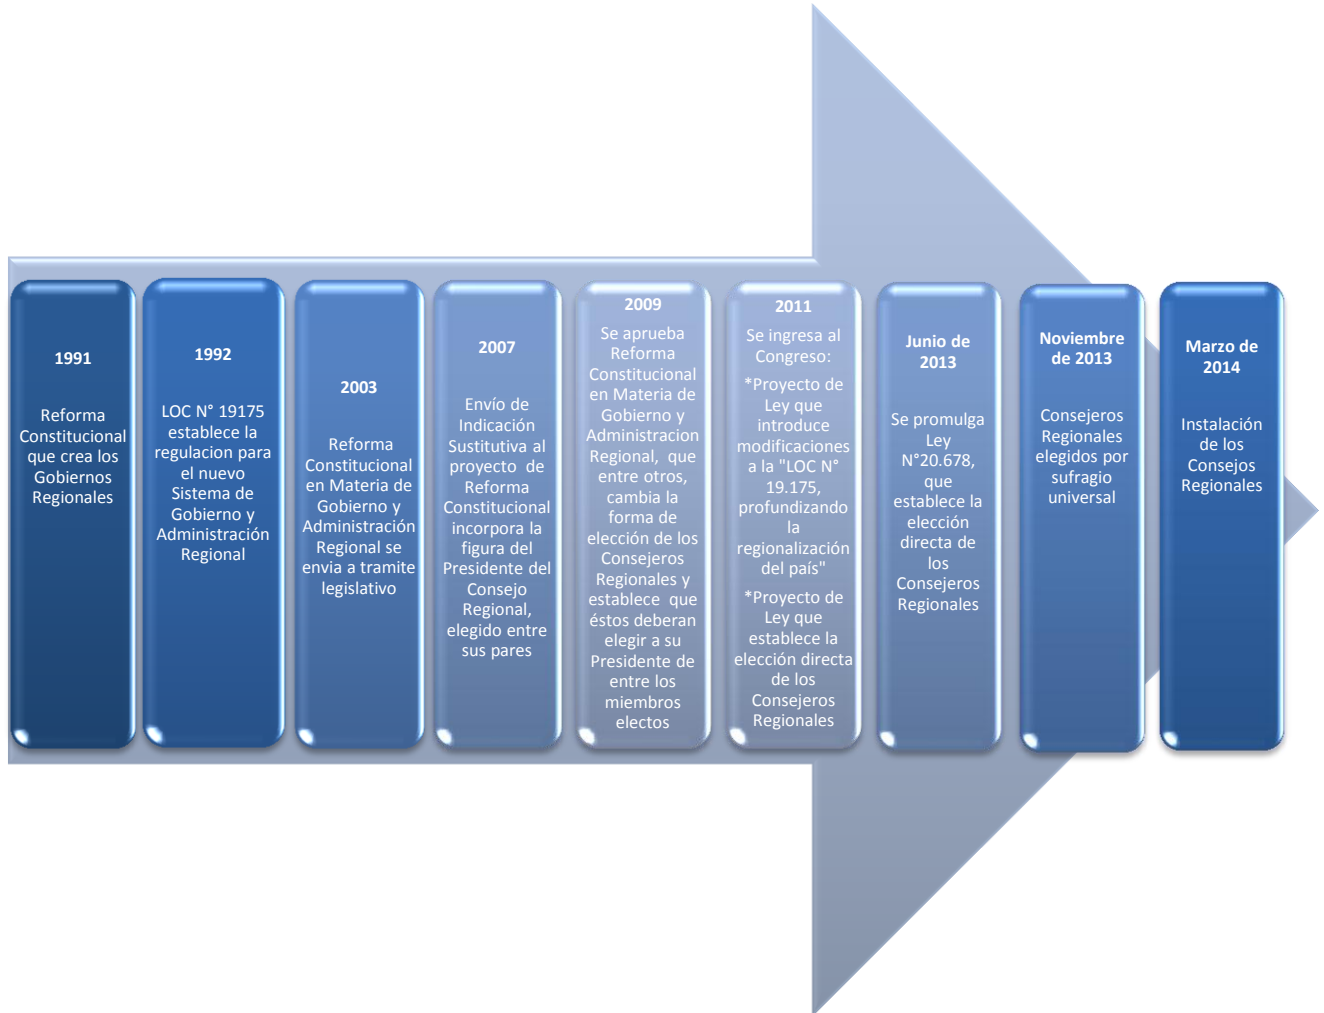 1991
Reforma
Constitucional
que crea los
Gobiernos
Regionales
1992
LOC N° 19175
establece la
regulacion para
el nuevo
Sistema de
Gobierno y
Administración
Regional
2003
Reforma
Constitucional
en Materia de
Gobierno y
Administración
Regional se
envia a tramite
legislativo
2007
Envío de
Indicación
Sustitutiva al
proyecto de
Reforma
Constitucional
incorpora la
figura del
Presidente del
Consejo
Regional,
elegido entre
sus pares
2009
Se aprueba
Reforma
Constitucional
en Materia de
Gobierno y
Administracion
Regional, que
entre otros,
cambia la
forma de
elección de los
Consejeros
Regionales y
establece que
éstos deberan
elegir a su
Presidente de
entre los
miembros
electos
2011
Se ingresa al
Congreso:
*Proyecto de
Ley que
introduce
modificaciones
a la "LOC N°
19.175,
profundizando
la
regionalización
del país"
*Proyecto de
Ley que
establece la
elección directa
de los
Consejeros
Regionales
Junio de
2013
Se promulga
Ley
N°20.678,
que
establece la
elección
directa de
los
Consejeros
Regionales
Noviembre
de 2013
Consejeros
Regionales
elegidos por
sufragio
universal
Marzo de
2014
Instalación
de los
Consejos
Regionales